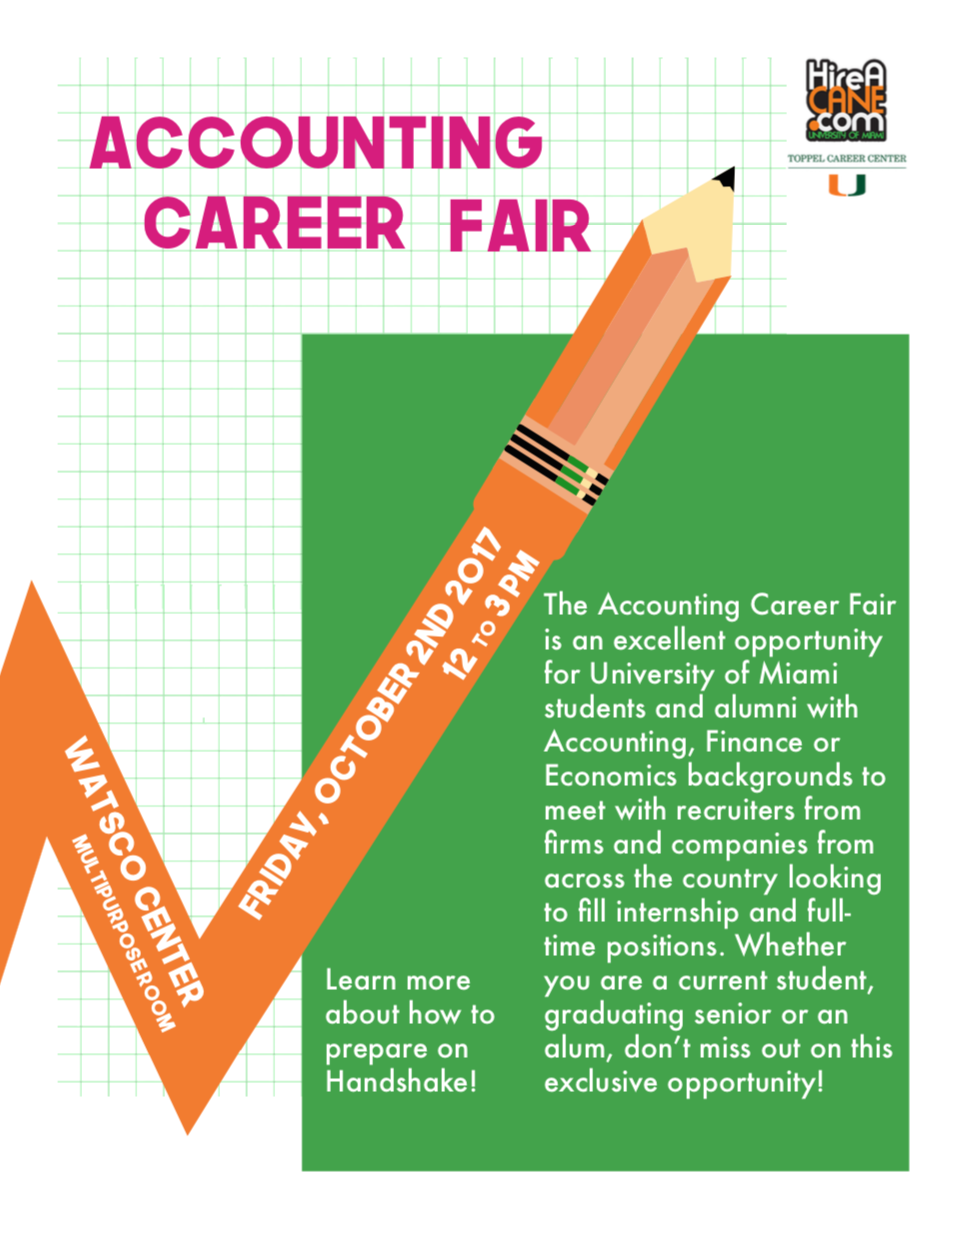 HireA
CANE
.com
UNIVERSITY OF MIAMI
TOPPEL CAREER CENTER
U
ACCOUNTING
CAREER FAIR
FRIDAY, OCTOBER 2ND 2017
12 TO 3 PM
WATSCO CENTER
MULTIPURPOSE ROOM
The Accounting Career Fair
is an excellent opportunity
for University of Miami
students and alumni with
Accounting, Finance or
Economics backgrounds to
meet with recruiters from
firms and companies from
across the country looking
to fill internship and full-
time positions. Whether
you are a current student,
graduating senior or an
alum, don't miss out on this
exclusive opportunity!
Learn more
about how to
prepare on
Handshake!